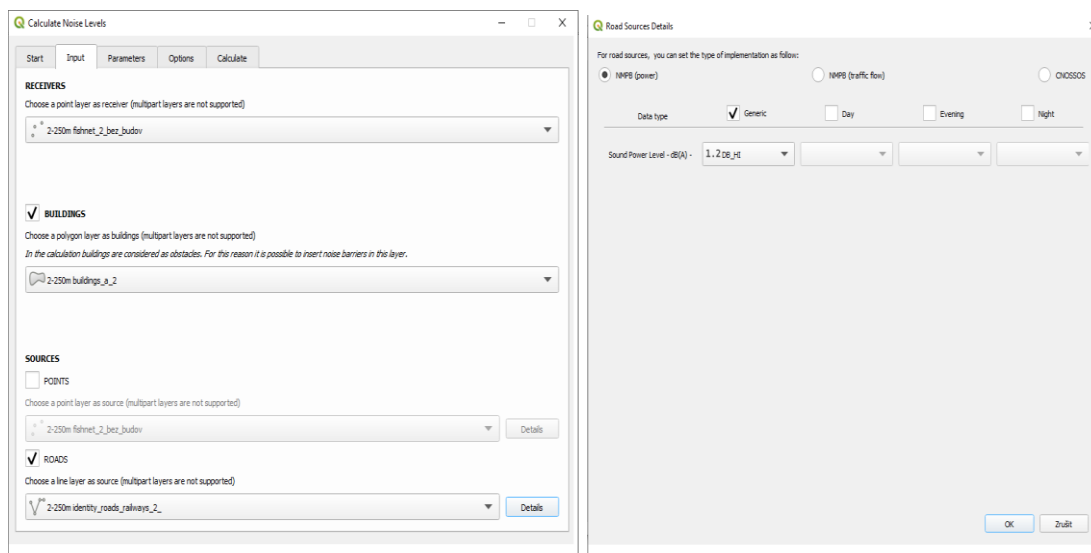 Calculate Noise Levels
Start Input Parameters Options Calculate
RECEIVERS
Choose a point layer as receiver (multipart layers are not supported)
2-250m fishnet_2_bez_budov
BUILDINGS
Choose a polygon layer as buildings (multipart layers are not supported)
In the calculation buildings are considered as obstacles. For this reason it is possible to insert noise barriers in this layer.
2-250m buildings_a_2
SOURCES
POINTS
Choose a point layer as source (multipart layers are not supported)
2-250m fishnet_2_bez_budov Details
ROADS
Choose a line layer as source (multipart layers are not supported)
2-250m identity_roads_railways_2_ Details
Road Sources Details
For road sources, you can set the type of implementation as follow:
NMPB (power) NMPB (traffic flow) CNOSSOS
Data type Generic Day Evening Night
Sound Power Level - dB(A) - 1.2 DB_HI
OK Zrušit